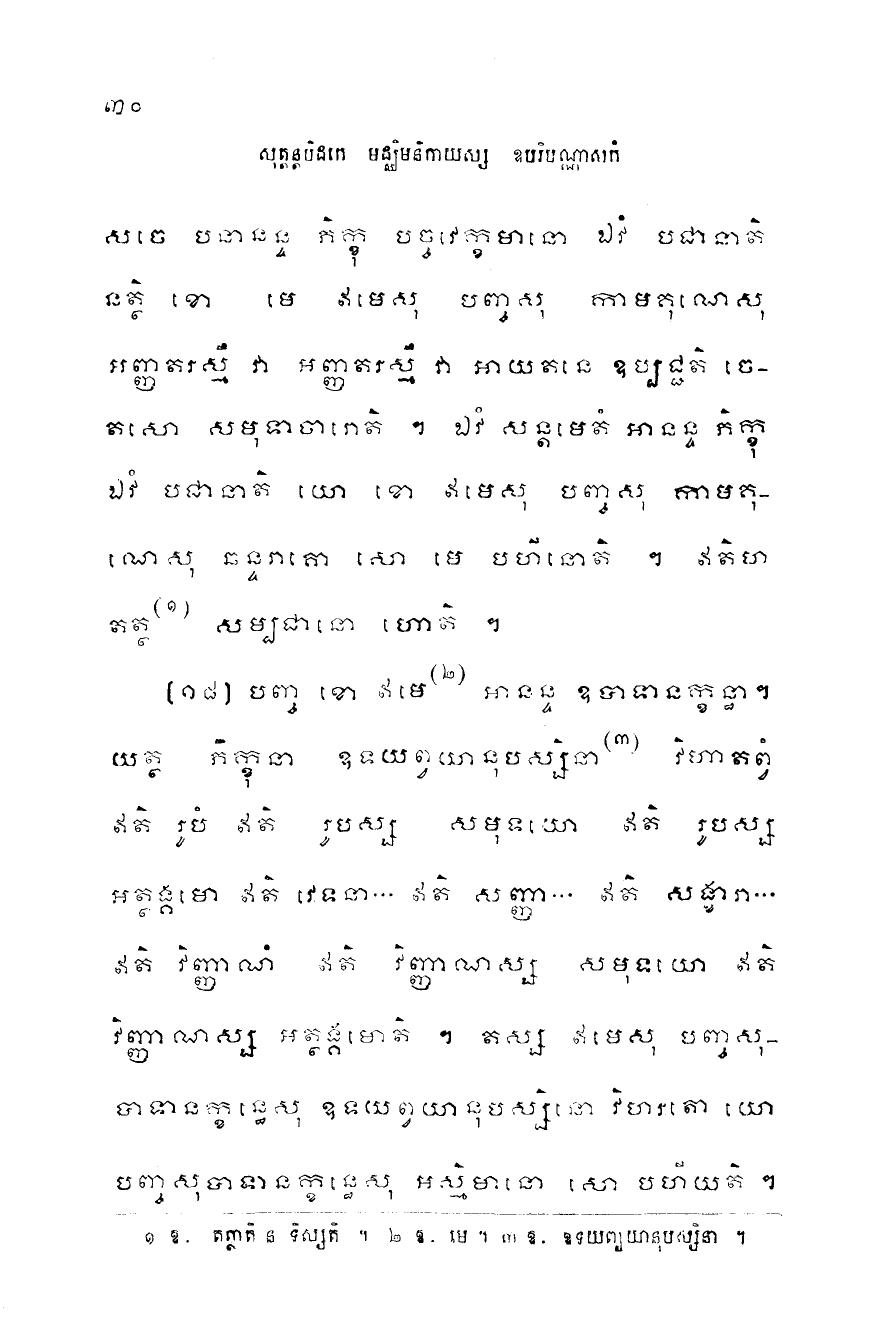 ៣០
សុត្តន្តបិដកេ មជ្ឈិមនិកាយស្ស ឧបរិបណ្ណាសកំ
សចេ បនានន្ទ ភិក្ខុ បច្ចវេក្ខមានោ ឯវំ បជានាតិ
នត្ថិ ខោ មេ ឥមេសុ បញ្ចសុ កាមគុណេសុ
អញ្ញតរស្មឹ វា អញ្ញតរស្មឹ វា អាយតនេ ឧប្បជ្ជតិ ចេ-
តសោ សមុទាចារោតិ ។ ឯវំ សន្តមេតំ អានន្ទ ភិក្ខុ
ឯវំ បជានាតិ យោ ខោ ឥមេសុ បញ្ចសុ កាមគុ-
ណេសុ ឆន្ទរាគោ សោ មេ បហីនោតិ ។ ឥតិហ
តត្ថ(១) សម្បជានោ ហោតិ ។
(១៨) បញ្ច ខោ ឥមេ(២) អានន្ទ ឧបាទានក្ខន្ធា។
យត្ថ ភិក្ខុនា ឧទយព្វយានុបស្សិនា(៣) វិហាតព្វំ
ឥតិ រូបំ ឥតិ រូបស្ស សមុទយោ ឥតិ រូបស្ស
អត្ថង្គមោ ឥតិ វេទនា... ឥតិ សញ្ញា... ឥតិ សង្ខារា...
ឥតិ វិញ្ញាណំ ឥតិ វិញ្ញាណស្ស សមុទយោ ឥតិ
វិញ្ញាណស្ស អត្ថង្គមោតិ ។ តស្ស ឥមេសុ បញ្ចសុ-
បាទានក្ខន្ធេសុ ឧទយព្វយានុបស្សិនោ វិហរតោ យោ
បញ្ចសុបាទានក្ខន្ធេសុ អស្មិមានោ សោ បហីយតិ ។
១ ឧ. តត្ថាតិ ន ទិស្សតិ ។ ២ ឧ. មេ ។ ៣ ឧ. ឧទយព្យយានុបស្សិនា ។